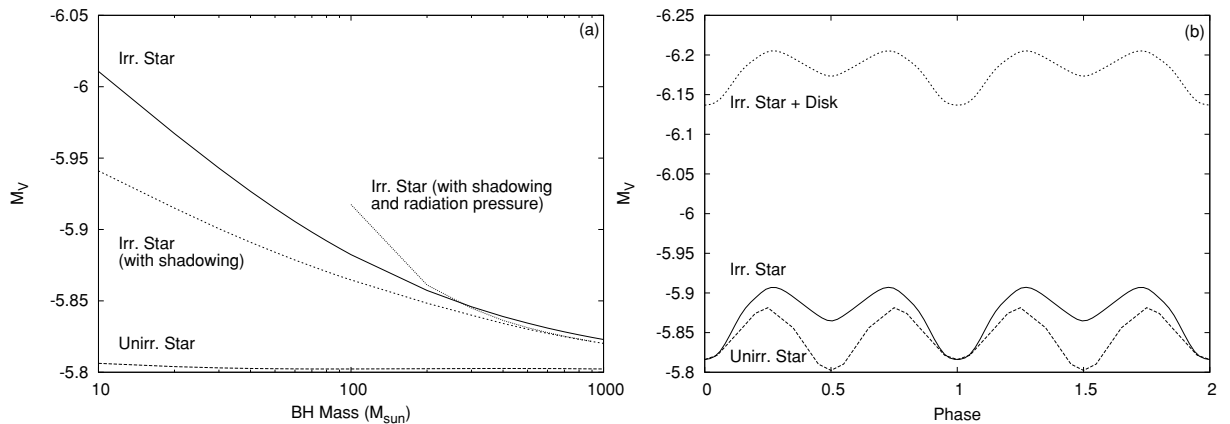 (a)
-6.05
-6
-5.95
-5.9
-5.85
-5.8
M_V
Irr. Star
Irr. Star (with shadowing
and radiation pressure)
Irr. Star
(with shadowing)
Unirr. Star
10
100
1000
BH Mass (M_sun)
(b)
-6.25
-6.2
-6.15
-6.1
-6.05
-6
-5.95
-5.9
-5.85
-5.8
M_V
Irr. Star + Disk
Irr. Star
Unirr. Star
0
0.5
1
1.5
2
Phase